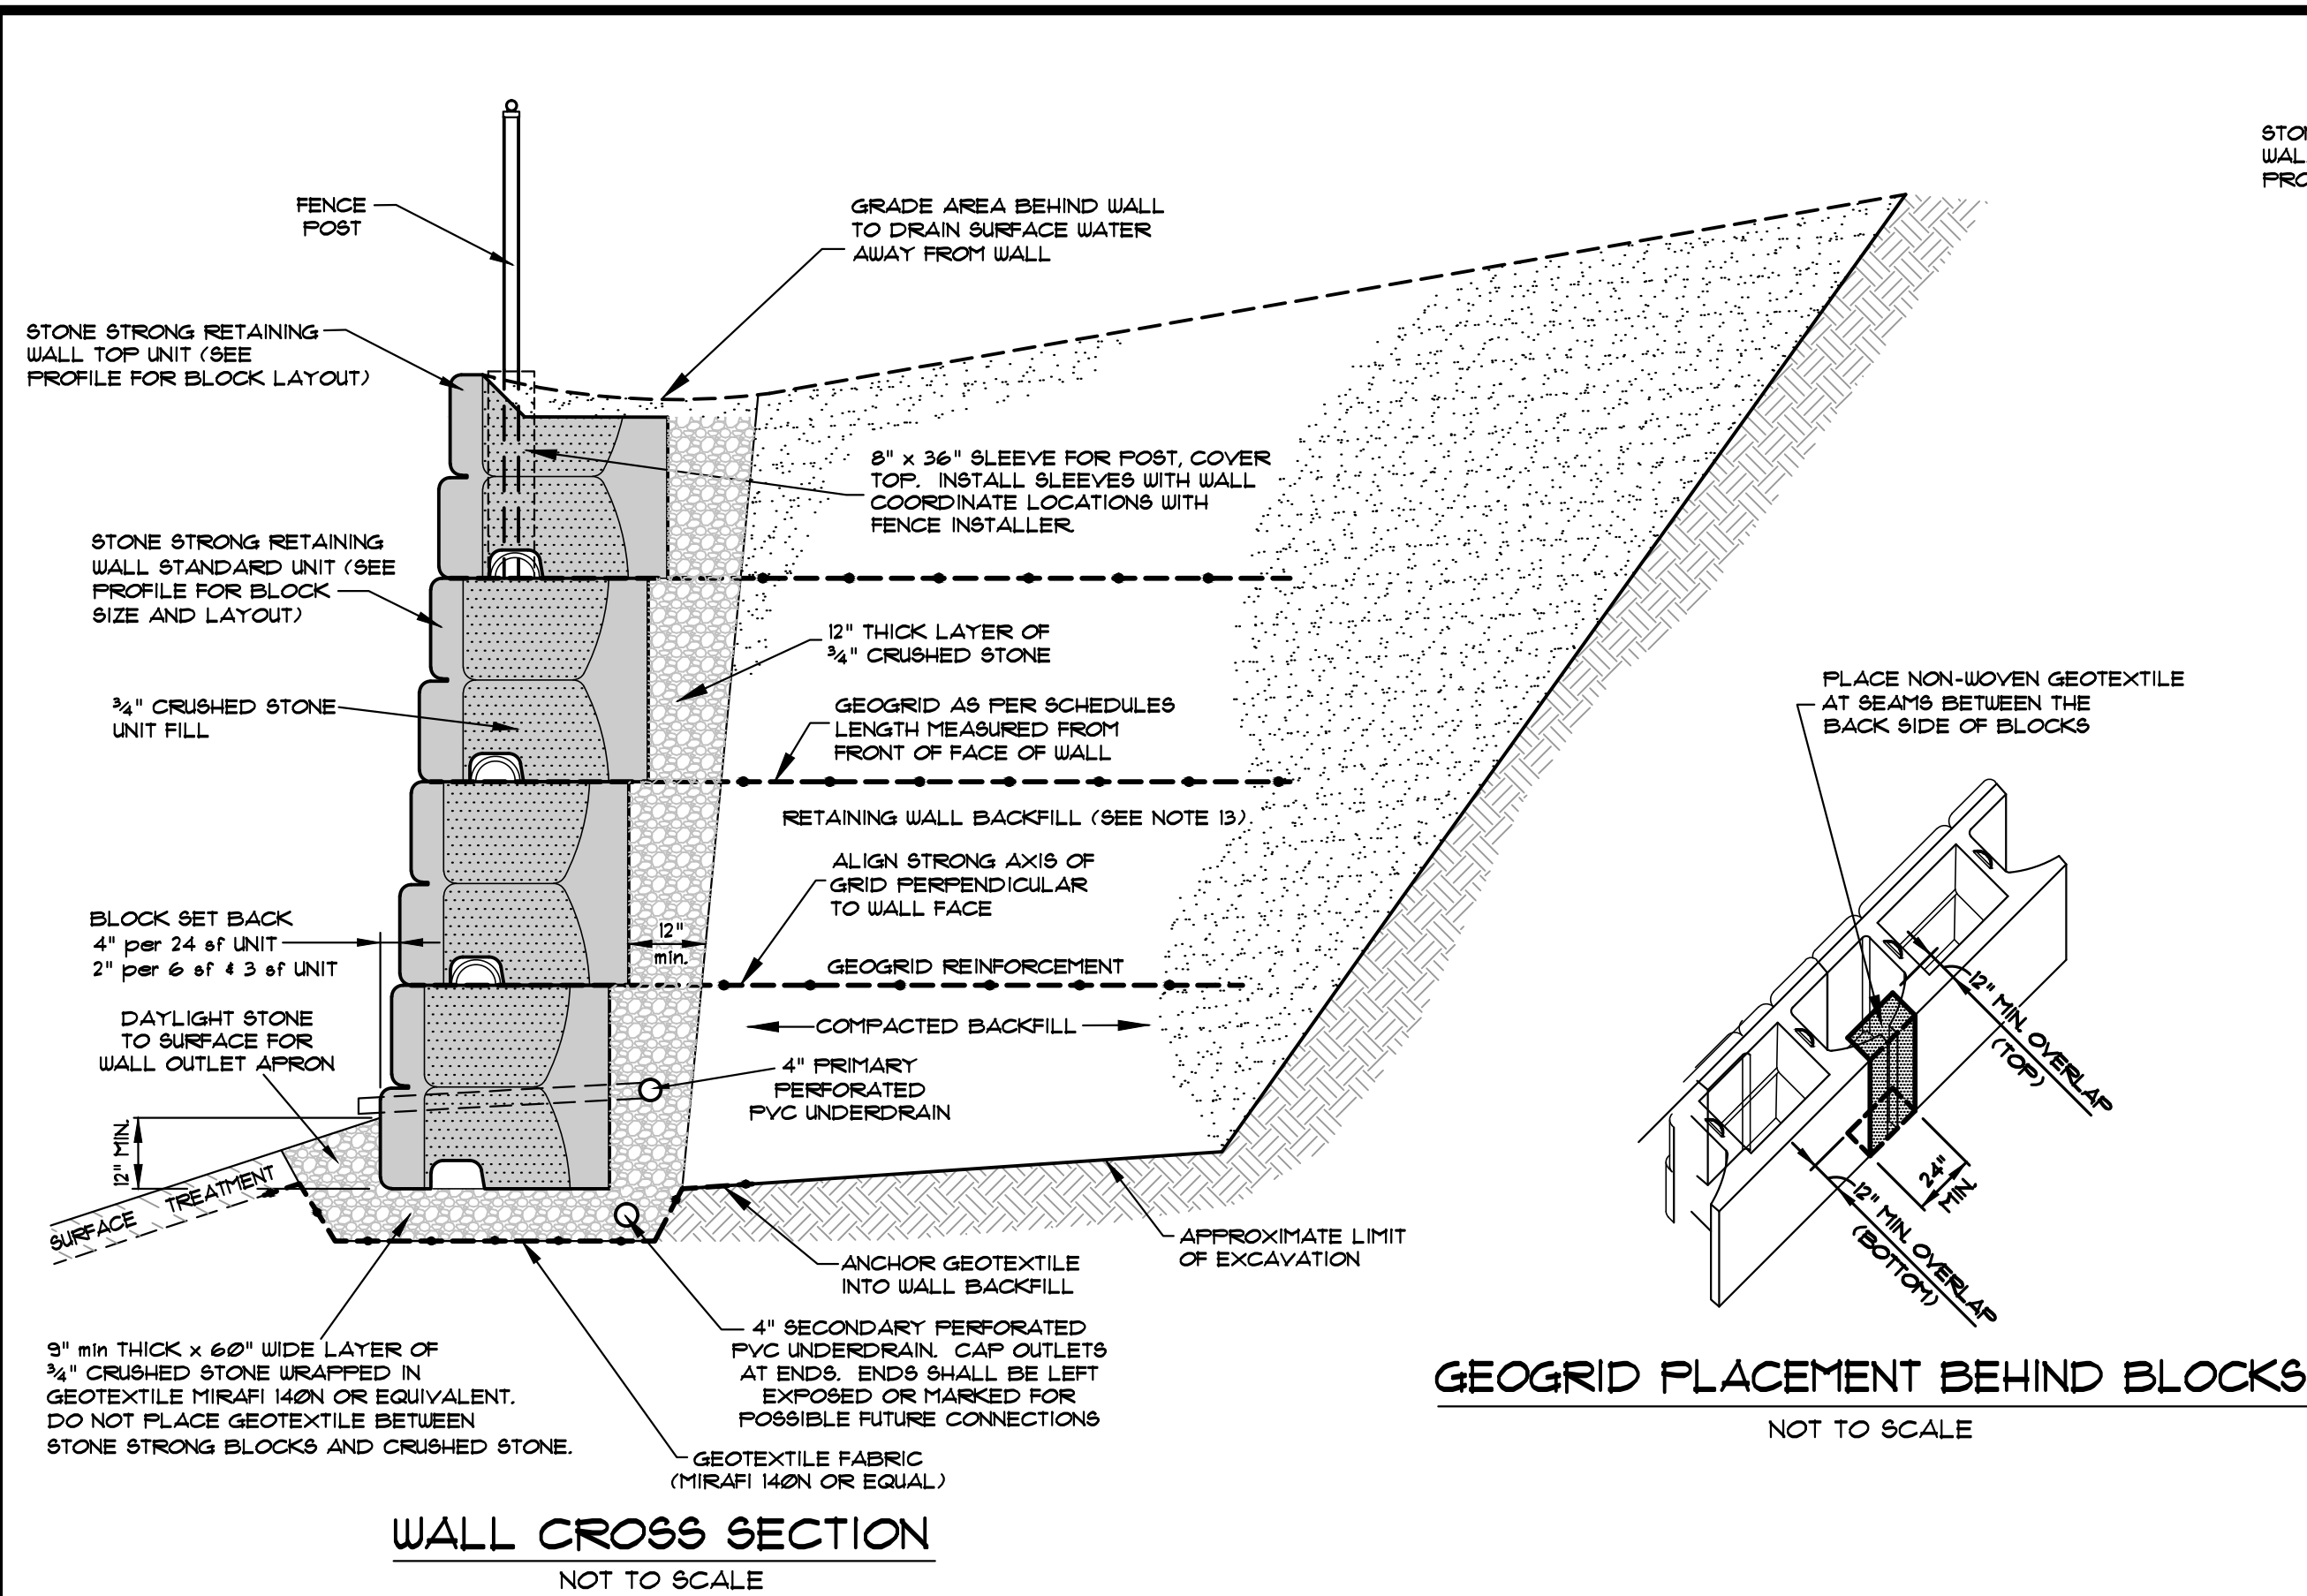 FENCE
POST
GRADE AREA BEHIND WALL
TO DRAIN SURFACE WATER
AWAY FROM WALL
STONE STRONG RETAINING
WALL TOP UNIT (SEE
PROFILE FOR BLOCK LAYOUT)
8" x 36" SLEEVE FOR POST, COVER
TOP. INSTALL SLEEVES WITH WALL
COORDINATE LOCATIONS WITH
FENCE INSTALLER
STONE STRONG RETAINING
WALL STANDARD UNIT (SEE
PROFILE FOR BLOCK
SIZE AND LAYOUT)
12" THICK LAYER OF
¾" CRUSHED STONE
¾" CRUSHED STONE
UNIT FILL
GEOGRID AS PER SCHEDULES
LENGTH MEASURED FROM
FRONT OF FACE OF WALL
RETAINING WALL BACKFILL (SEE NOTE 13)
ALIGN STRONG AXIS OF
GRID PERPENDICULAR
TO WALL FACE
BLOCK SET BACK
4" per 24 sf UNIT
2" per 6 sf & 3 sf UNIT
12"
min.
GEOGRID REINFORCEMENT
COMPACTED BACKFILL
DAYLIGHT STONE
TO SURFACE FOR
WALL OUTLET APRON
4" PRIMARY
PERFORATED
PVC UNDERDRAIN
12" MIN.
SURFACE TREATMENT
APPROXIMATE LIMIT
OF EXCAVATION
ANCHOR GEOTEXTILE
INTO WALL BACKFILL
4" SECONDARY PERFORATED
PVC UNDERDRAIN. CAP OUTLETS
AT ENDS. ENDS SHALL BE LEFT
EXPOSED OR MARKED FOR
POSSIBLE FUTURE CONNECTIONS
9" min THICK x 60" WIDE LAYER OF
¾" CRUSHED STONE WRAPPED IN
GEOTEXTILE MIRAFI 140N OR EQUIVALENT.
DO NOT PLACE GEOTEXTILE BETWEEN
STONE STRONG BLOCKS AND CRUSHED STONE.
GEOTEXTILE FABRIC
(MIRAFI 140N OR EQUAL)
WALL CROSS SECTION
NOT TO SCALE
PLACE NON-WOVEN GEOTEXTILE
AT SEAMS BETWEEN THE
BACK SIDE OF BLOCKS
12" MIN. OVERLAP
(TOP)
24"
MIN.
12" MIN. OVERLAP
(BOTTOM)
GEOGRID PLACEMENT BEHIND BLOCKS
NOT TO SCALE